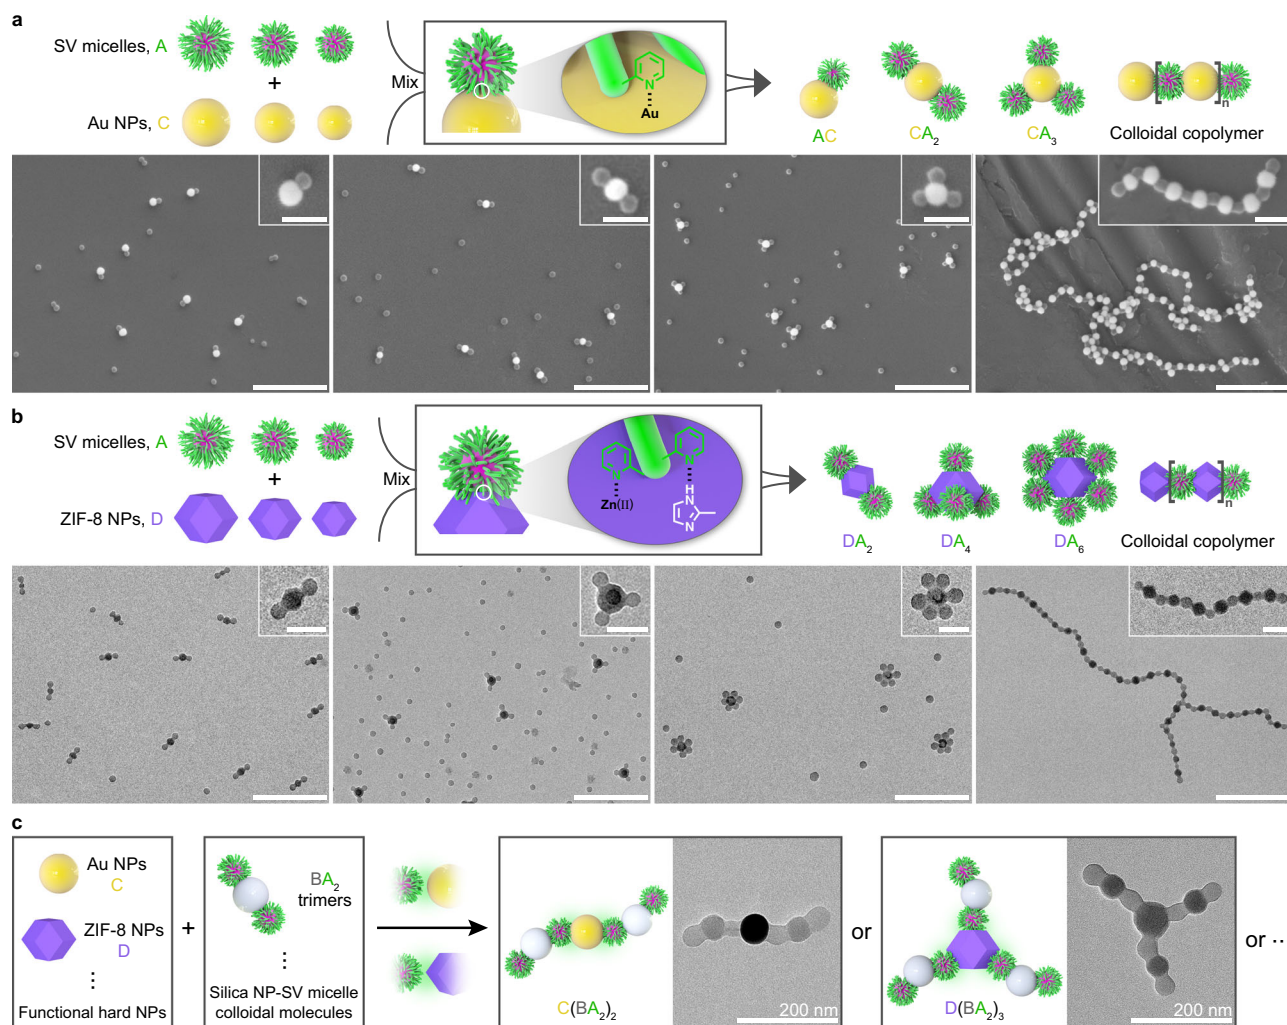 a
SV micelles, A
+
Au NPs, C
Mix
N
Au
AC
CA2
CA3
[ ]n
Colloidal copolymer
b
SV micelles, A
+
ZIF-8 NPs, D
Mix
N
N
Zn(II)
H
N
N
DA2
DA4
DA6
[ ]n
Colloidal copolymer
c
Au NPs
C
ZIF-8 NPs
D
⋮
Functional hard NPs
+
BA2
trimers
⋮
Silica NP-SV micelle
colloidal molecules
C(BA2)2
200 nm
or
D(BA2)3
200 nm
or ···